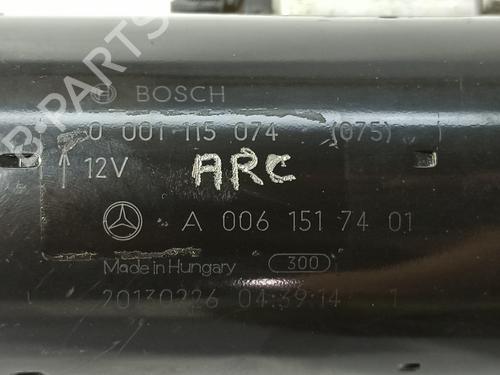 BOSCH
0 001 115 074 (075)
12V
ARC
A 006 151 74 01
Made in Hungary 300
20130226 04:39:14 1
B-PARTS